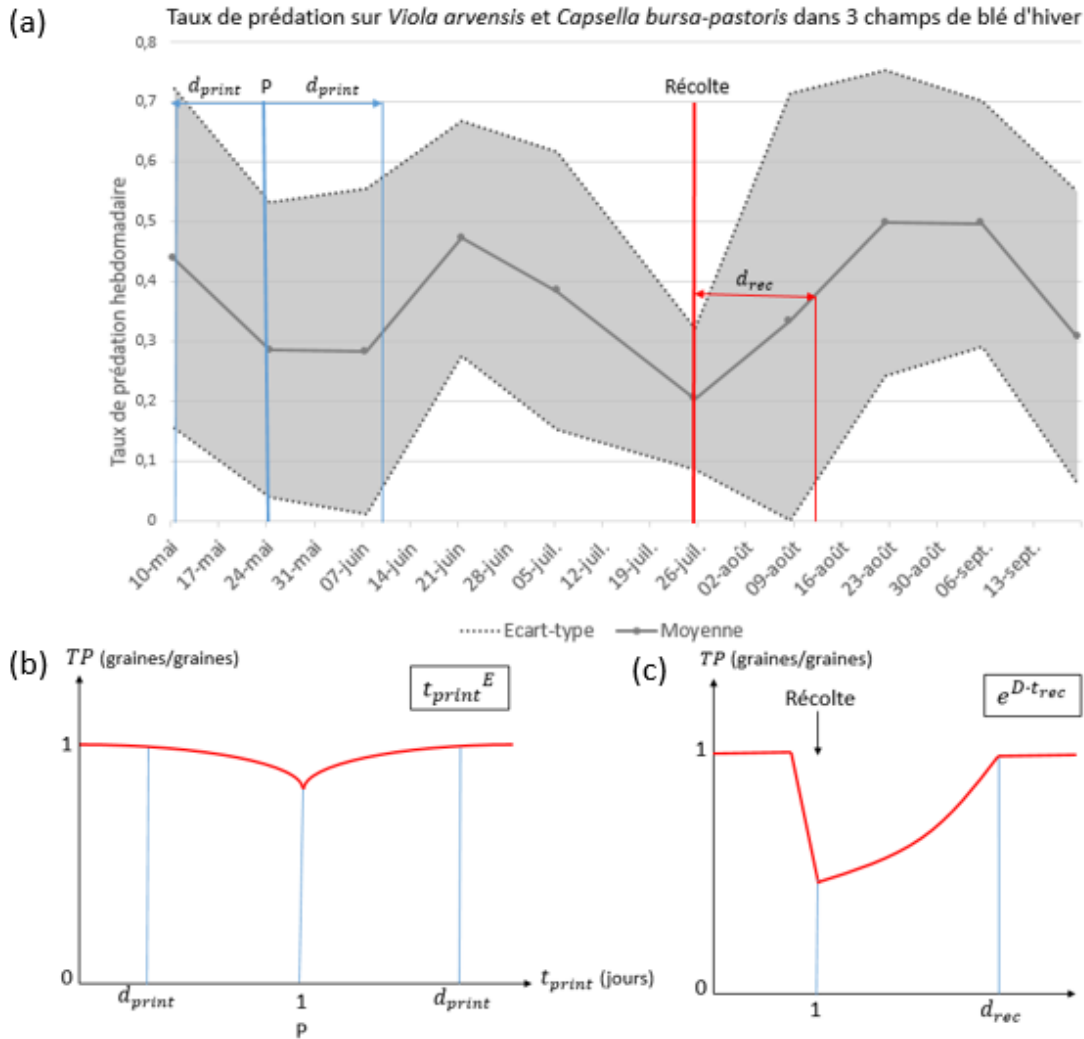 (a)
Taux de prédation sur Viola arvensis et Capsella bursa-pastoris dans 3 champs de blé d'hiver
Taux de prédation hebdomadaire
0,8
0,7
0,6
0,5
0,4
0,3
0,2
0,1
0
d_print P d_print
Récolte
d_rec
10-mai 17-mai 24-mai 31-mai 07-juin 14-juin 21-juin 28-juin 05-juil. 12-juil. 19-juil. 26-juil. 02-août 09-août 16-août 23-août 30-août 06-sept. 13-sept.
Ecart-type Moyenne
(b)
TP (graines/graines)
t_print^E
1
0
d_print 1 d_print t_print (jours)
P
(c)
TP (graines/graines)
e^{D·t_rec}
Récolte
1
0
1 d_rec